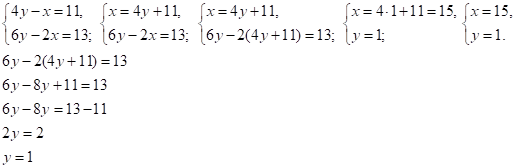 {4y−x=11, 6y−2x=13; {x=4y+11, 6y−2x=13; {x=4y+11, 6y−2(4y+11)=13; {x=4·1+11=15, y=1; {x=15, y=1.
6y−2(4y+11)=13
6y−8y+11=13
6y−8y=13−11
2y=2
y=1